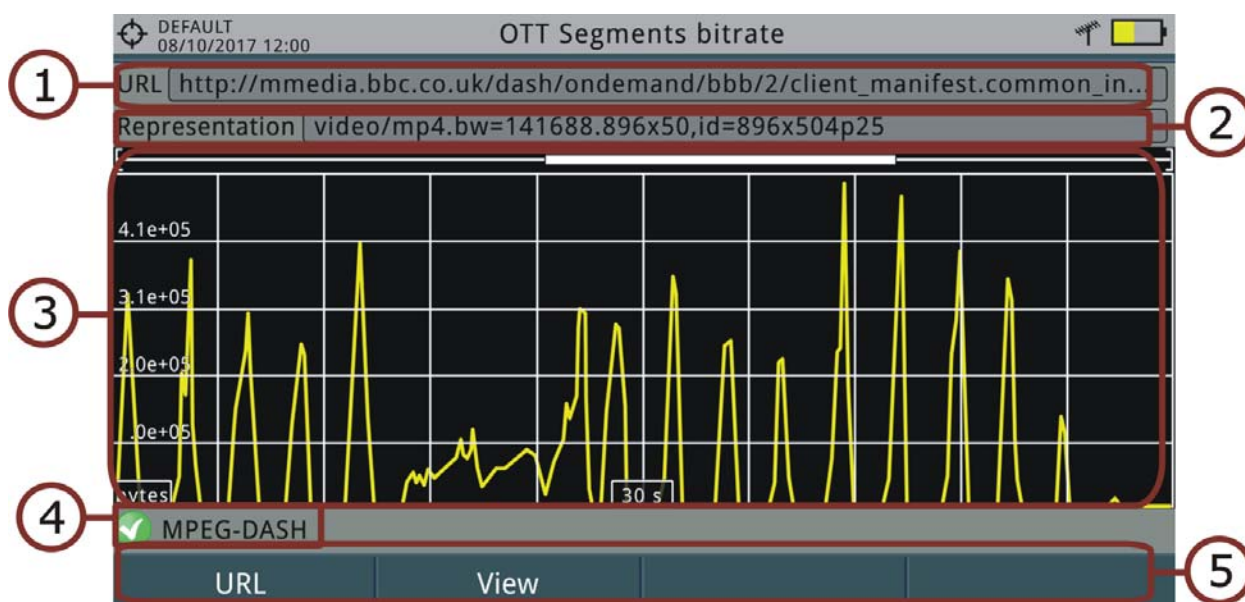 DEFAULT
08/10/2017 12:00
OTT Segments bitrate
1
URL http://mmedia.bbc.co.uk/dash/ondemand/bbb/2/client_manifest.common_in...
Representation video/mp4.bw=141688.896x50,id=896x504p25
2
4.1e+05
3
3.1e+05
2.0e+05
.0e+05
bytes
30 s
4
MPEG-DASH
URL
View
5